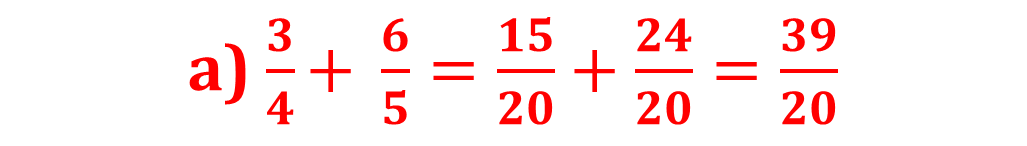 a) 3/4 + 6/5 = 15/20 + 24/20 = 39/20